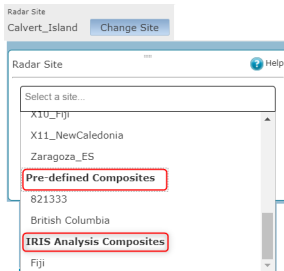 Radar Site
Calvert_Island Change Site
Radar Site
? Help
Select a site...
X10_Fiji
X11_NewCaledonia
Zaragoza_ES
Pre-defined Composites
821333
British Columbia
IRIS Analysis Composites
Fiji